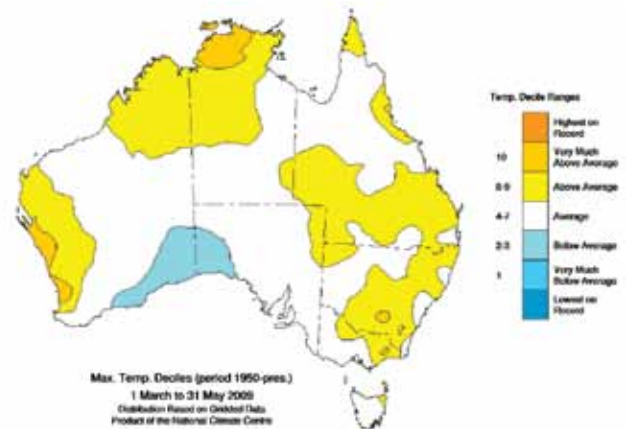 Temp. Decile Ranges
Highest on
Record
10
Very Much
Above Average
8-9
Above Average
4-7
Average
2-3
Below Average
1
Very Much
Below Average
Lowest on
Record
Max. Temp. Deciles (period 1950-pres.)
1 March to 31 May 2009
Distribution Based on Gridded Data
Product of the National Climate Centre